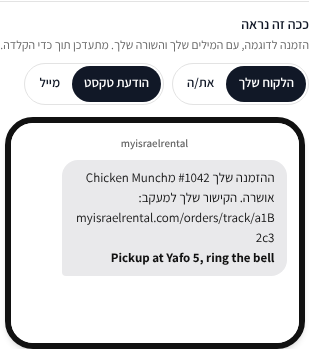 ככה זה נראה
הזמנה לדוגמה, עם המילים שלך והשורה שלך. מתעדכן תוך כדי הקלדה.
הלקוח שלך את/ה הודעת טקסט מייל
myisraelrental
ההזמנה שלך #1042 מChicken Munch
אושרה. הקישור שלך למעקב:
myisraelrental.com/orders/track/a1B
2c3
Pickup at Yafo 5, ring the bell